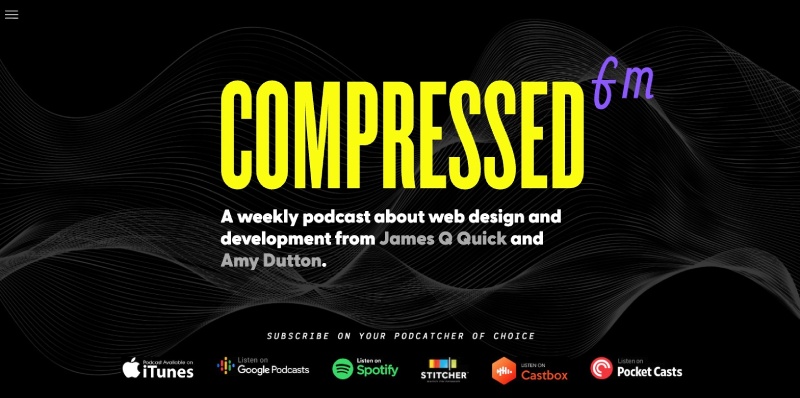 COMPRESSED fm
A weekly podcast about web design and
development from James Q Quick and
Amy Dutton.
SUBSCRIBE ON YOUR PODCATCHER OF CHOICE
Podcast Available on
iTunes
Listen on
Google Podcasts
Listen on
Spotify
STITCHER
LISTEN ON
Castbox
Listen on
Pocket Casts